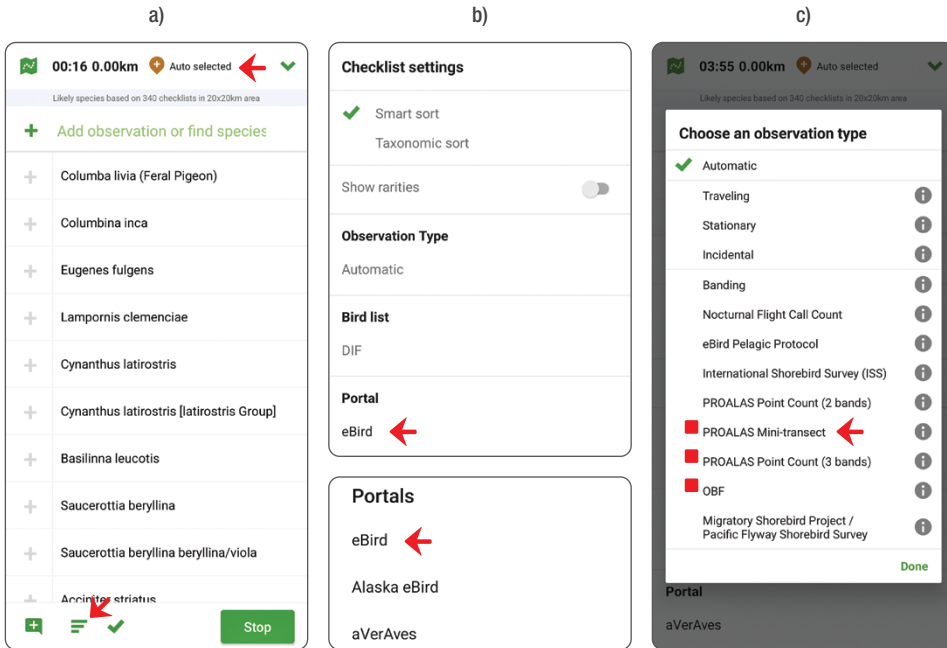 a)
00:16 0.00km Auto selected
Likely species based on 340 checklists in 20x20km area
Add observation or find species
Columba livia (Feral Pigeon)
Columbina inca
Eugenes fulgens
Lampornis clemenciae
Cynanthus latirostris
Cynanthus latirostris [latirostris Group]
Basilinna leucotis
Saucerottia beryllina
Saucerottia beryllina beryllina/viola
Accipiter striatus
Stop
b)
Checklist settings
Smart sort
Taxonomic sort
Show rarities
Observation Type
Automatic
Bird list
DIF
Portal
eBird
Portals
eBird
Alaska eBird
aVerAves
c)
03:55 0.00km Auto selected
Likely species based on 340 checklists in 20x20km area
Choose an observation type
Automatic
Traveling
Stationary
Incidental
Banding
Nocturnal Flight Call Count
eBird Pelagic Protocol
International Shorebird Survey (ISS)
PROALAS Point Count (2 bands)
PROALAS Mini-transect
PROALAS Point Count (3 bands)
OBF
Migratory Shorebird Project /
Pacific Flyway Shorebird Survey
Done
Portal
aVerAves